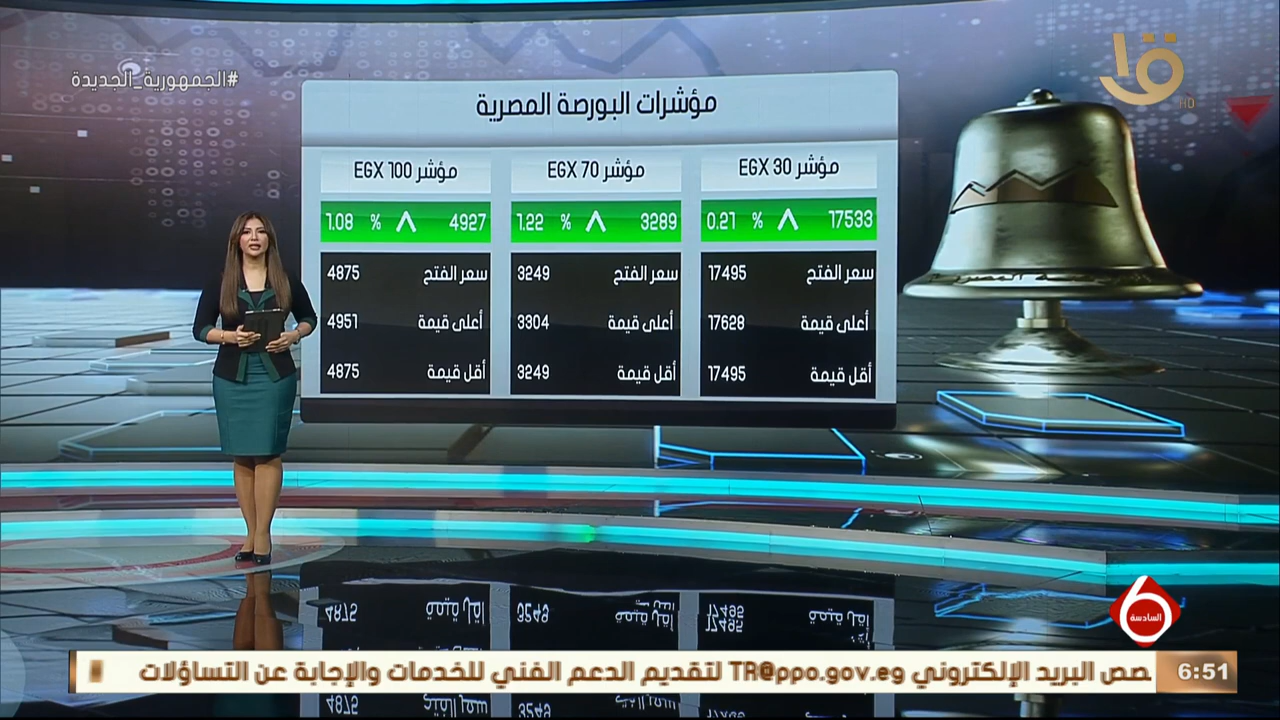 #الجمهورية_الجديدة
HD
مؤشرات البورصة المصرية
مؤشر EGX 30
17533 % 0.21
سعر الفتح 17495
أعلى قيمة 17628
أقل قيمة 17495
مؤشر EGX 70
3289 % 1.22
سعر الفتح 3249
أعلى قيمة 3304
أقل قيمة 3249
مؤشر EGX 100
4927 % 1.08
سعر الفتح 4875
أعلى قيمة 4951
أقل قيمة 4875
السادسة
6:51
صص البريد الإلكتروني TR@ppo.gov.eg لتقديم الدعم الفني للخدمات والإجابة عن التساؤلات